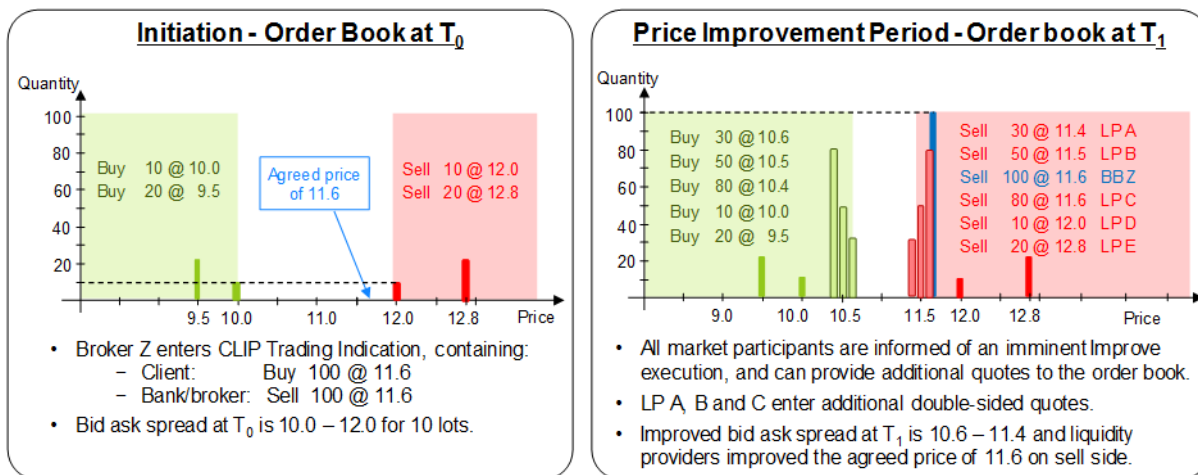 Initiation - Order Book at T0
Quantity
100
80
60
40
20
Buy 10 @ 10.0
Buy 20 @ 9.5
Agreed price
of 11.6
Sell 10 @ 12.0
Sell 20 @ 12.8
9.5 10.0 11.0 12.0 12.8 Price
• Broker Z enters CLIP Trading Indication, containing:
– Client: Buy 100 @ 11.6
– Bank/broker: Sell 100 @ 11.6
• Bid ask spread at T0 is 10.0 – 12.0 for 10 lots.
Price Improvement Period - Order book at T1
Quantity
100
80
60
40
20
Buy 30 @ 10.6
Buy 50 @ 10.5
Buy 80 @ 10.4
Buy 10 @ 10.0
Buy 20 @ 9.5
Sell 30 @ 11.4 LP A
Sell 50 @ 11.5 LPB
Sell 100 @ 11.6 BBZ
Sell 80 @ 11.6 LPC
Sell 10 @ 12.0 LPD
Sell 20 @ 12.8 LPE
9.0 10.0 10.5 11.5 12.0 12.8 Price
• All market participants are informed of an imminent Improve
execution, and can provide additional quotes to the order book.
• LP A, B and C enter additional double-sided quotes.
• Improved bid ask spread at T1 is 10.6 – 11.4 and liquidity
providers improved the agreed price of 11.6 on sell side.